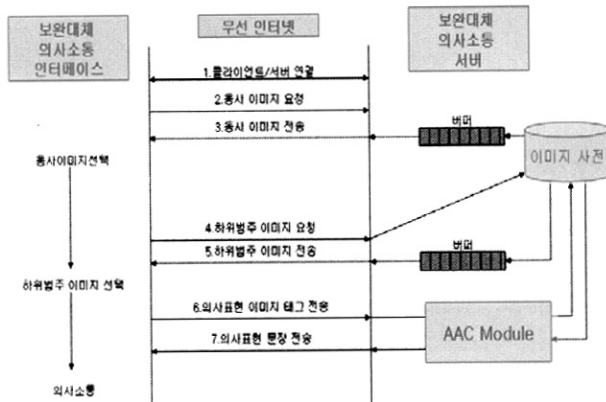 보완대체
의사소통
인터페이스
무선 인터넷
보완대체
의사소통
서버
1.클라이언트/서버 연결
2.동사 이미지 요청
3.동사 이미지 전송
버퍼
이미지 사전
동사이미지선택
4.하위범주 이미지 요청
5.하위범주 이미지 전송
버퍼
하위범주 이미지 선택
6.의사표현 이미지 태그 전송
7.의사표현 문장 전송
AAC Module
의사소통